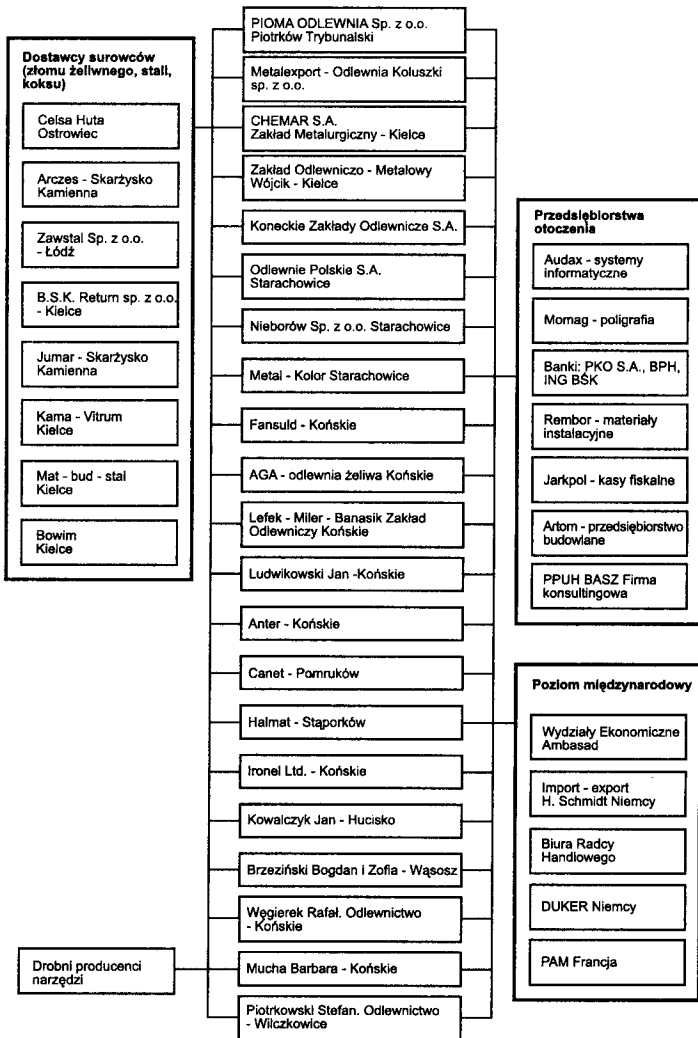 Dostawcy surowców
(złomu żeliwnego, stali,
koksu)
Celsa Huta
Ostrowiec
Arczes - Skarżysko
Kamienna
Zawstal Sp. z o.o.
- Łódź
B.S.K. Return sp. z o.o.
- Kielce
Jumar - Skarżysko
Kamienna
Kama - Vitrum
Kielce
Mat - bud - stal
Kielce
Bowim
Kielce
Drobni producenci
narzędzi
PIOMA ODLEWNIA Sp. z o.o.
Piotrków Trybunalski
Metalexport - Odlewnia Koluszki
sp. z o.o.
CHEMAR S.A.
Zakład Metalurgiczny - Kielce
Zakład Odlewniczo - Metalowy
Wójcik - Kielce
Koneckie Zakłady Odlewnicze S.A.
Odlewnie Polskie S.A.
Starachowice
Nieborów Sp. z o.o. Starachowice
Metal - Kolor Starachowice
Fansuld - Końskie
AGA - odlewnia żeliwa Końskie
Lefek - Miler - Banasik Zakład
Odlewniczy Końskie
Ludwikowski Jan -Końskie
Anter - Końskie
Canet - Pomruków
Halmat - Stąporków
Ironel Ltd. - Końskie
Kowalczyk Jan - Hucisko
Brzeziński Bogdan i Zofia - Wąsosz
Węgierek Rafał. Odlewnictwo
- Końskie
Mucha Barbara - Końskie
Piotrkowski Stefan. Odlewnictwo
- Wilczkowice
Przedsiębiorstwa
otoczenia
Audax - systemy
informatyczne
Momag - poligrafia
Banki: PKO S.A., BPH,
ING BSK
Rembor - materiały
instalacyjne
Jarkpol - kasy fiskalne
Artom - przedsiębiorstwo
budowlane
PPUH BASZ Firma
konsultingowa
Poziom międzynarodowy
Wydziały Ekonomiczne
Ambasad
Import - export
H. Schmidt Niemcy
Biura Radcy
Handlowego
DUKER Niemcy
PAM Francja